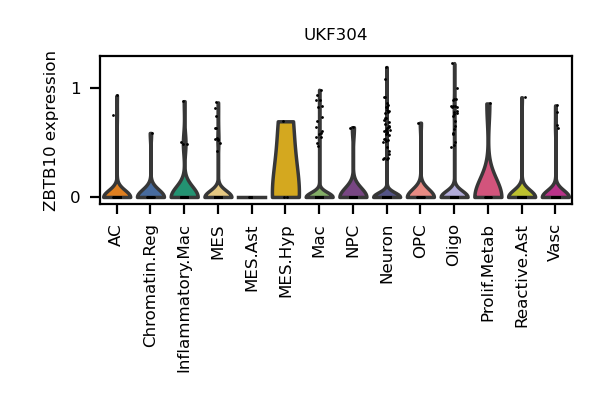 UKF304
ZBTB10 expression
1
0
AC
Chromatin.Reg
Inflammatory.Mac
MES
MES.Ast
MES.Hyp
Mac
NPC
Neuron
OPC
Oligo
Prolif.Metab
Reactive.Ast
Vasc